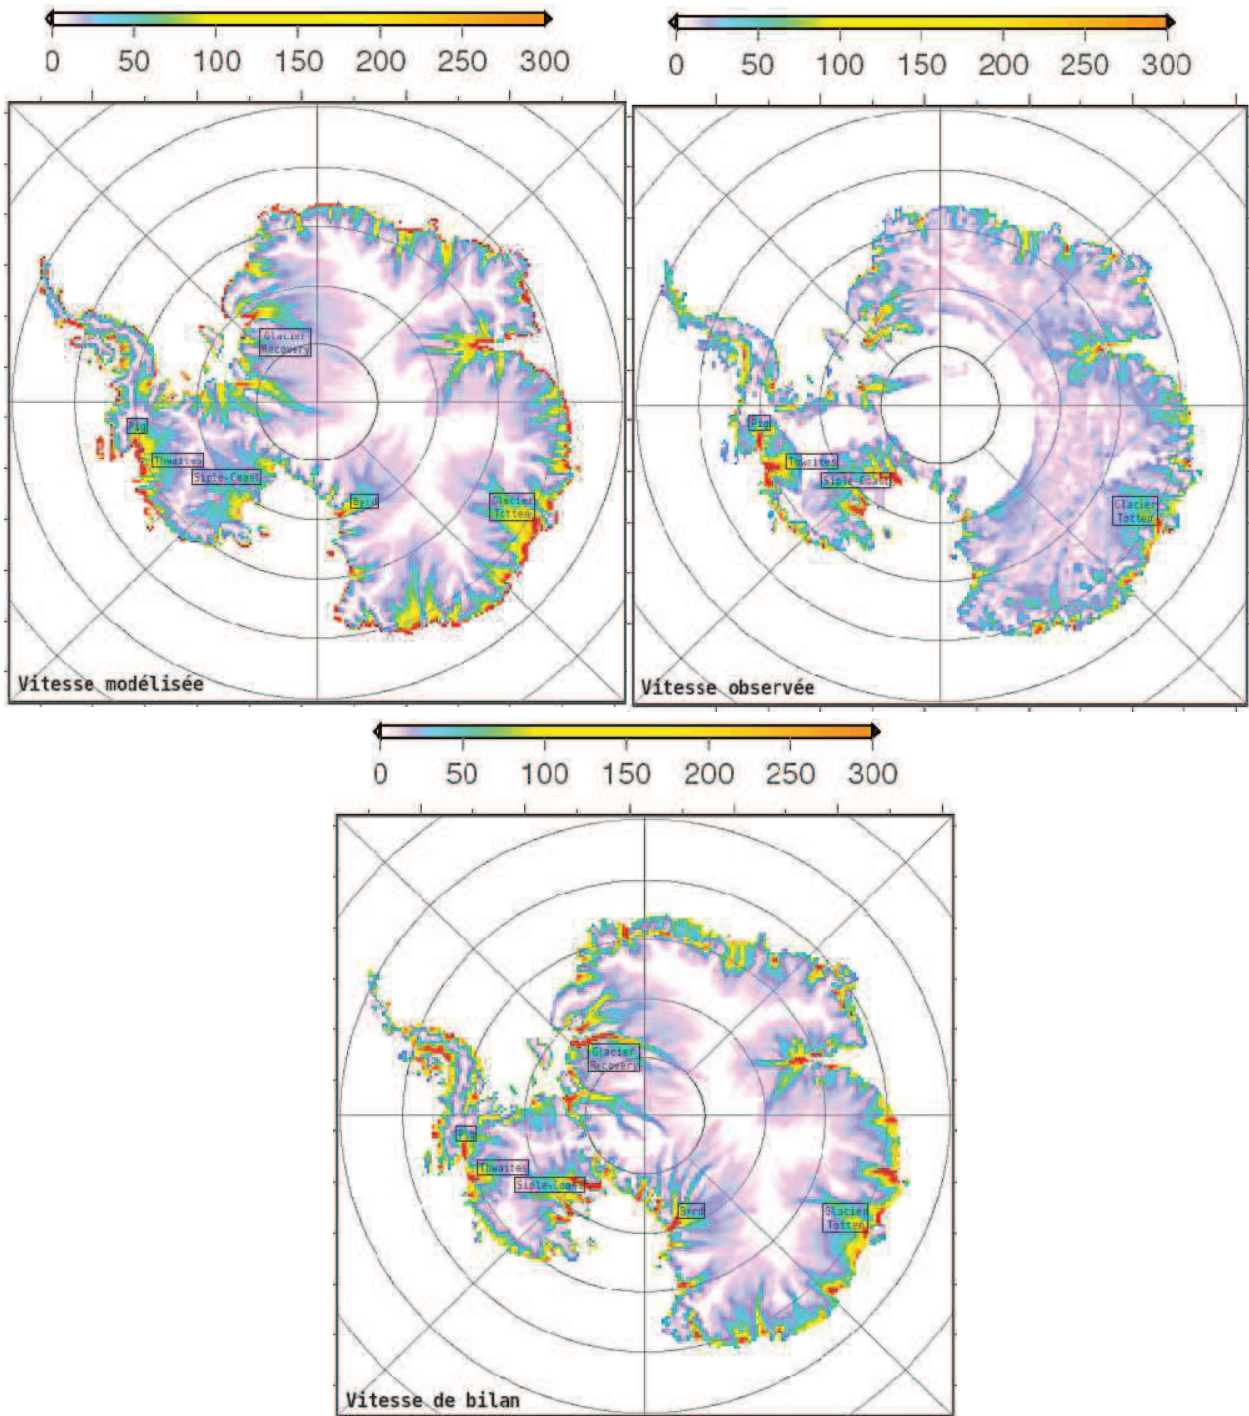 0 50 100 150 200 250 300
Glacier
Recovery
Pig
Thwaites
Siple-Coast
Byrd
Glacier
Totten
Vitesse modélisée
0 50 100 150 200 250 300
Pig
Thwaites
Siple-Coast
Glacier
Totten
Vitesse observée
0 50 100 150 200 250 300
Glacier
Recovery
Pig
Thwaites
Siple-Coast
Byrd
Glacier
Totten
Vitesse de bilan